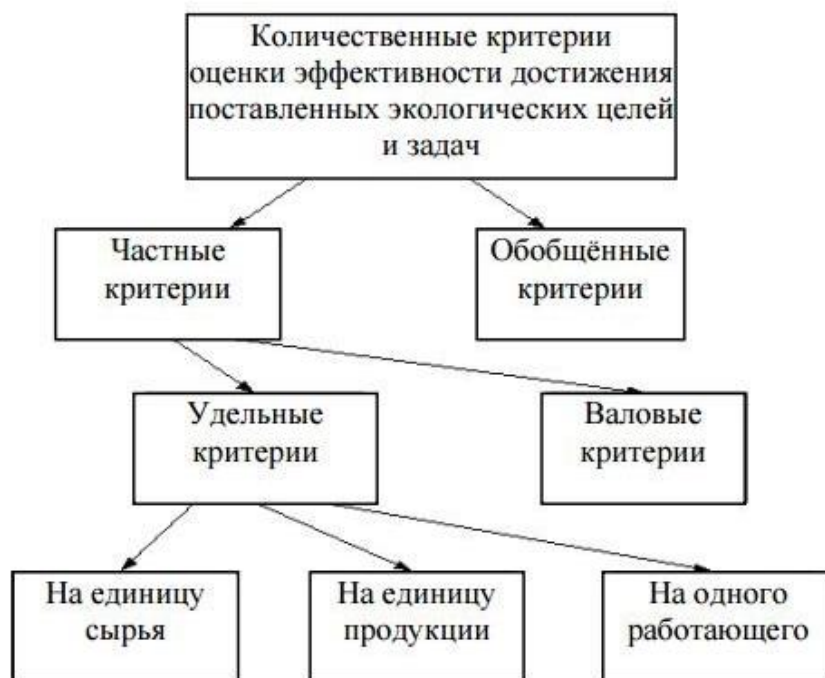 Количественные критерии
оценки эффективности достижения
поставленных экологических целей
и задач
Частные
критерии
Обобщённые
критерии
Удельные
критерии
Валовые
критерии
На единицу
сырья
На единицу
продукции
На одного
работающего